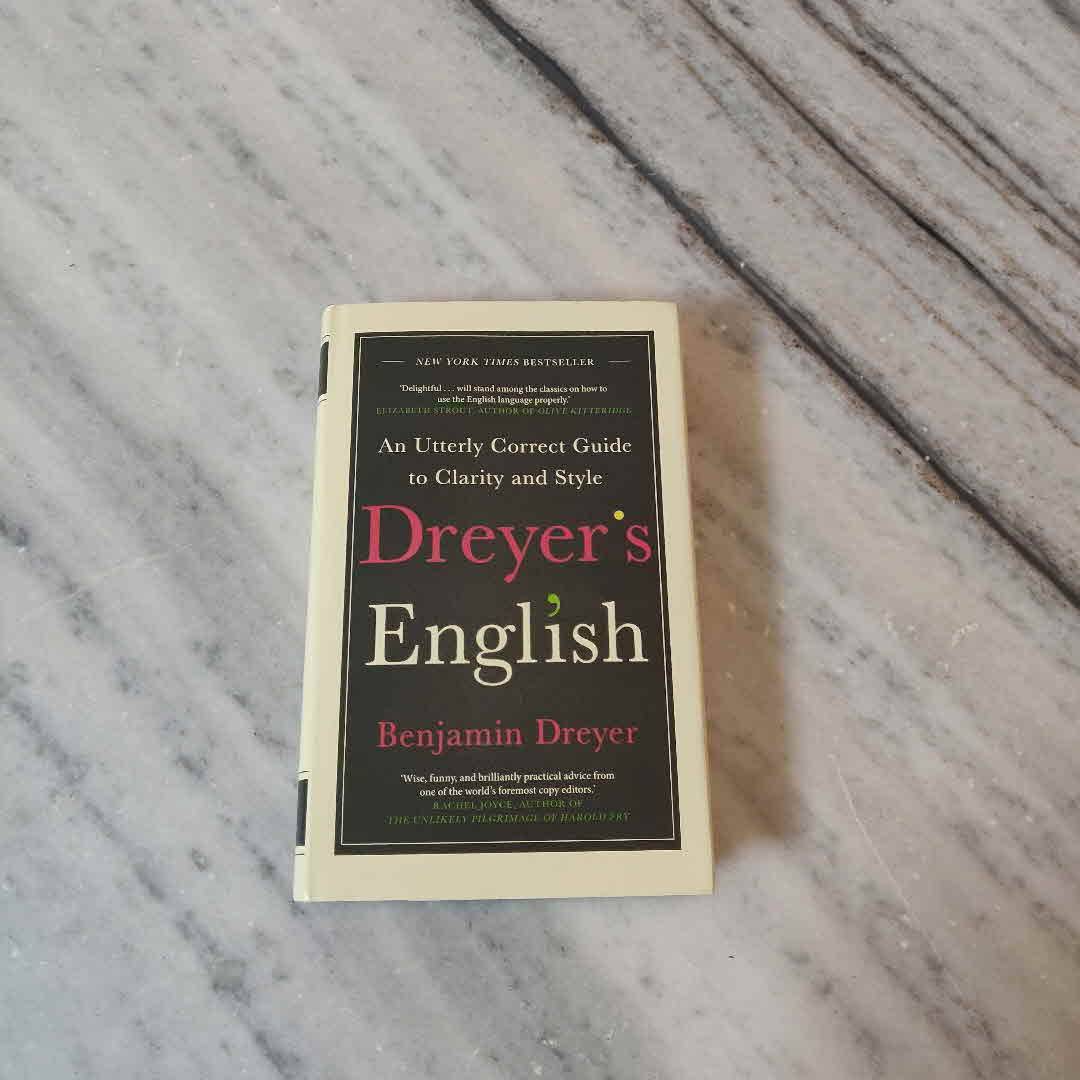 NEW YORK TIMES BESTSELLER
'Delightful . . . will stand among the classics on how to
use the English language properly.'
ELIZABETH STROUT, AUTHOR OF OLIVE KITTERIDGE
An Utterly Correct Guide
to Clarity and Style
Dreyer's
English
Benjamin Dreyer
'Wise, funny, and brilliantly practical advice from
one of the world's foremost copy editors.'
RACHEL JOYCE, AUTHOR OF
THE UNLIKELY PILGRIMAGE OF HAROLD FRY